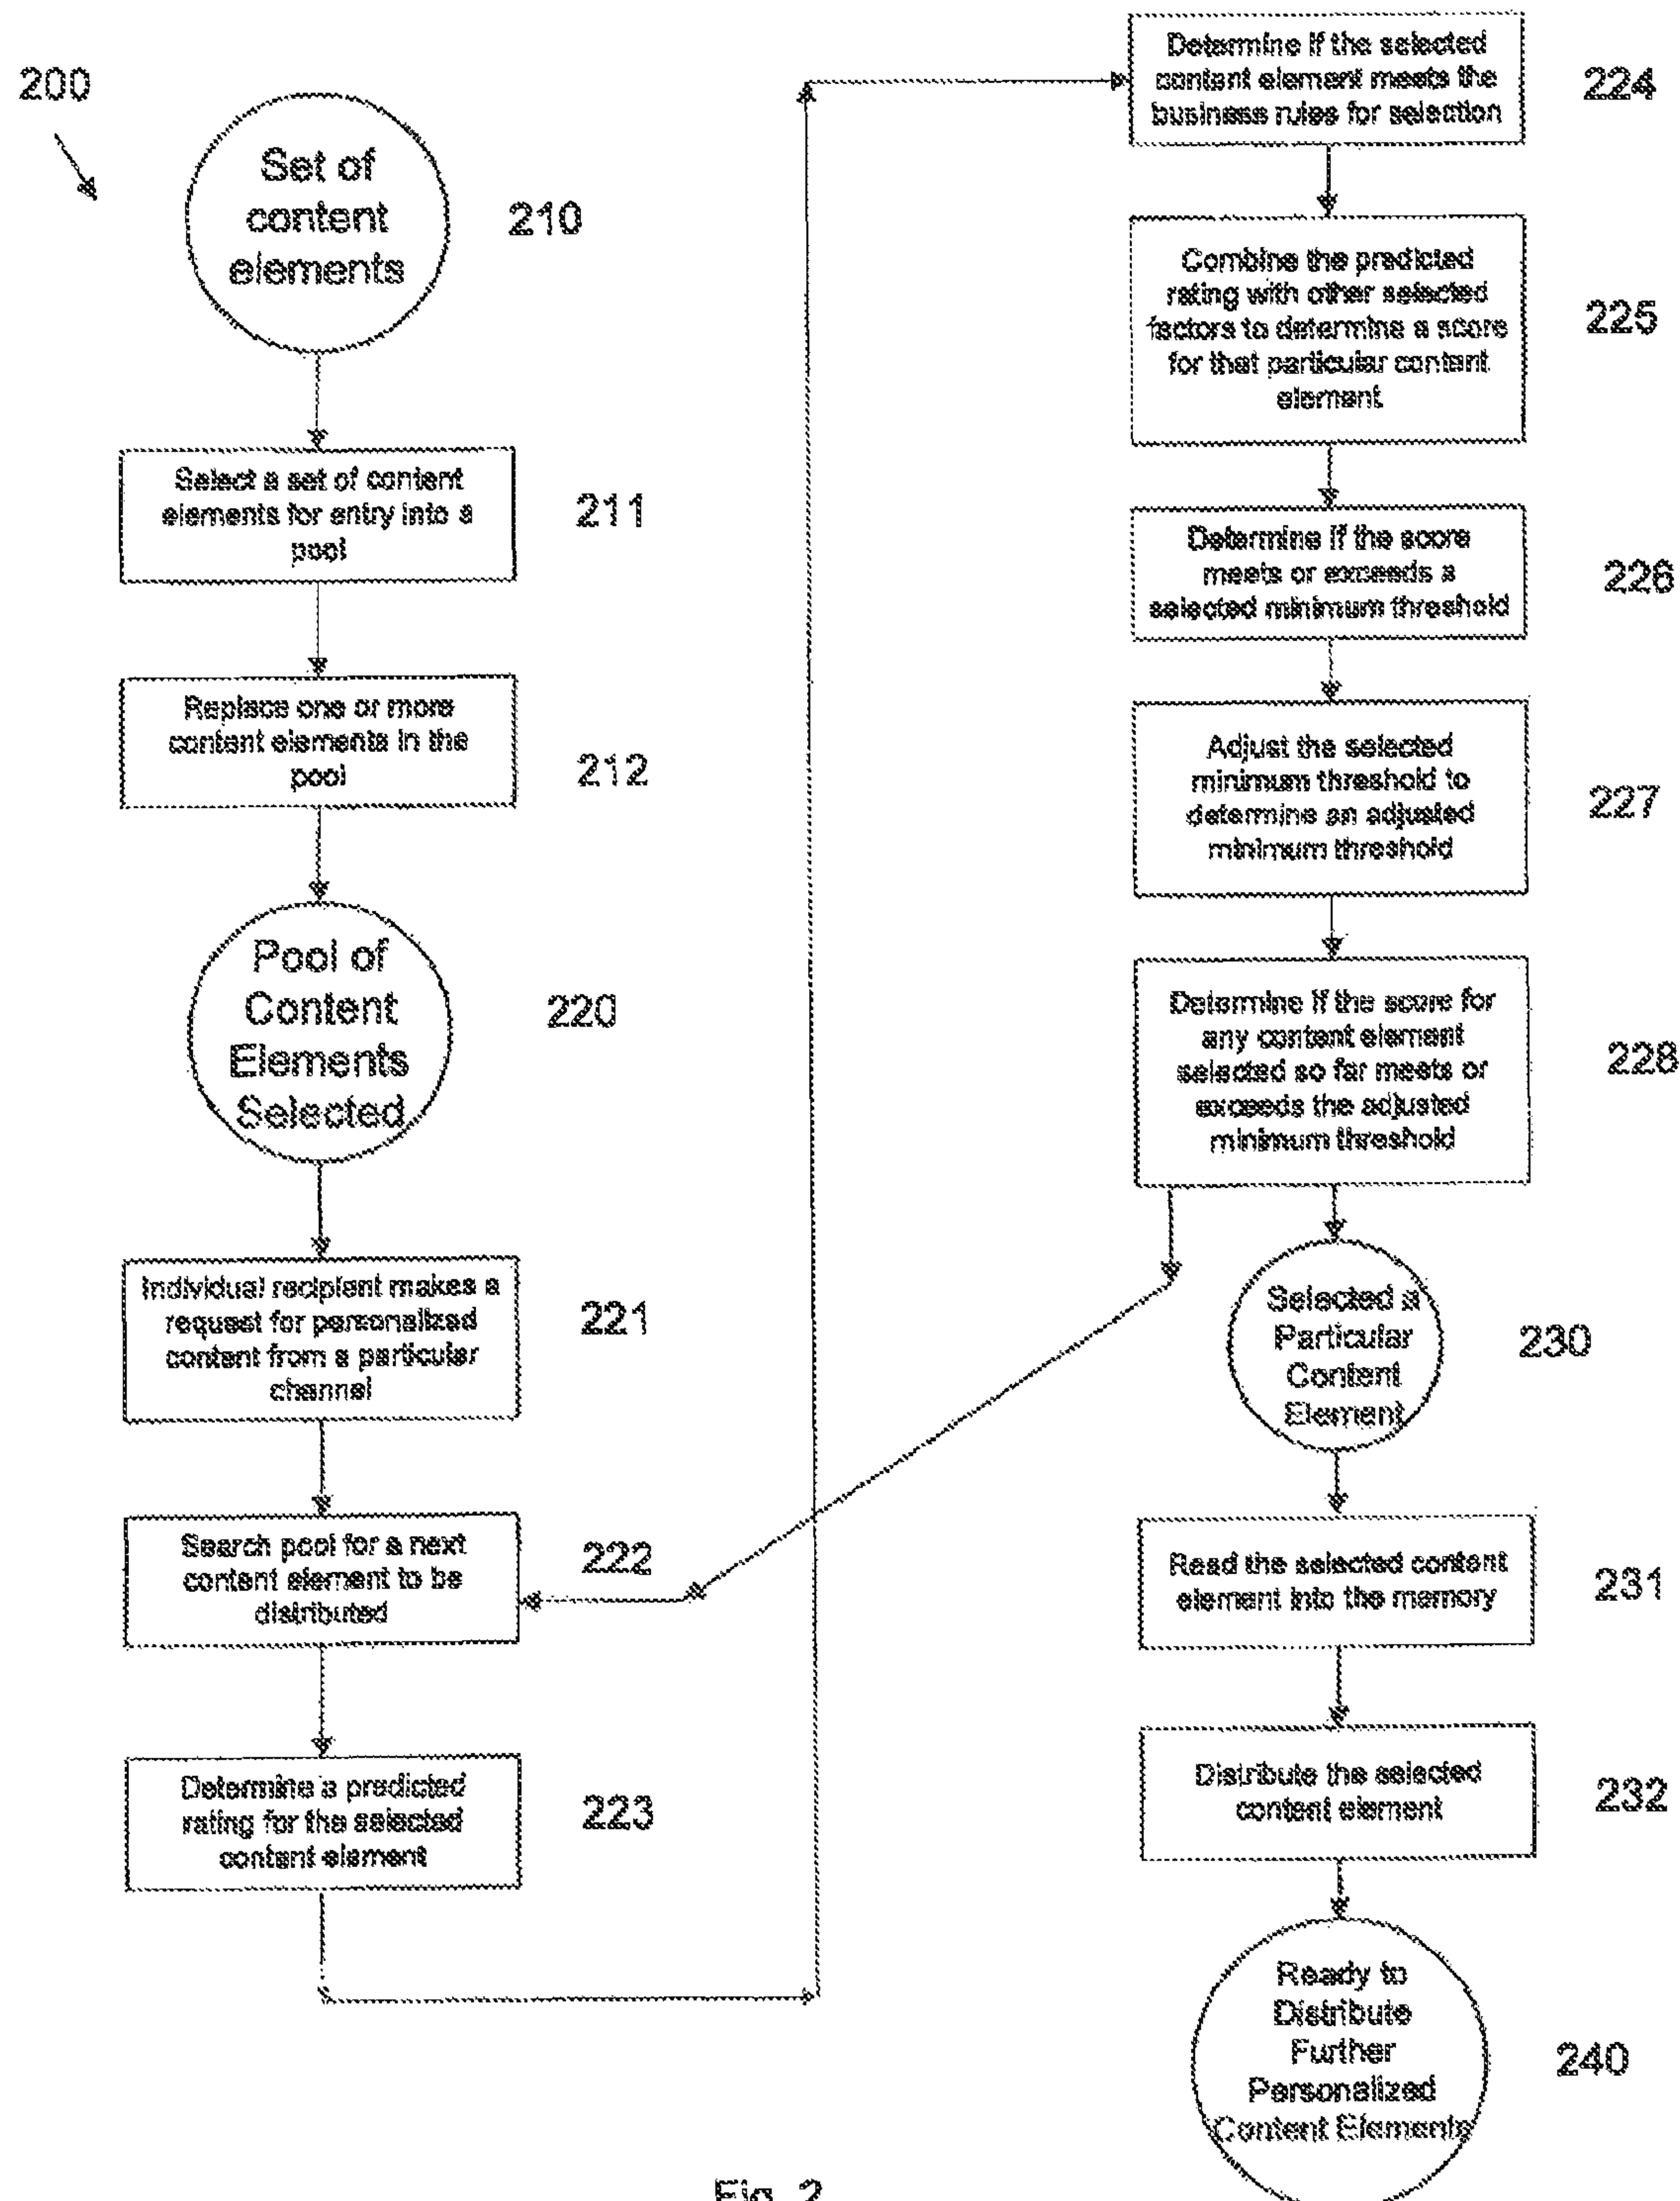 200
Set of
content
elements
210
Select a set of content
elements for entry into a
pool
211
Replace one or more
content elements in the
pool
212
Pool of
Content
Elements
Selected
220
Individual recipient makes a
request for personalized
content from a particular
channel
221
Search pool for a next
content element to be
distributed
222
Determine a predicted
rating for the selected
content element
223
Determine if the selected
content element meets the
business rules for selection
224
Combine the predicted
rating with other selected
factors to determine a score
for that particular content
element
225
Determine if the score
meets or exceeds a
selected minimum threshold
226
Adjust the selected
minimum threshold to
determine an adjusted
minimum threshold
227
Determine if the score for
any content element
selected so far meets or
exceeds the adjusted
minimum threshold
228
Selected a
Particular
Content
Element
230
Read the selected content
element into the memory
231
Distribute the selected
content element
232
Ready to
Distribute
Further
Personalized
Content Elements
240
Fig. 2